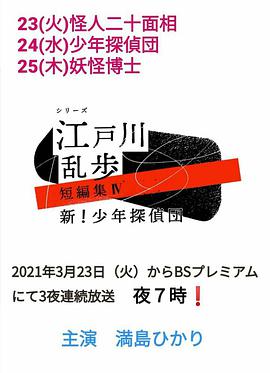 23(火)怪人二十面相
24(水)少年探偵団
25(木)妖怪博士
シリーズ
江戸川
乱歩
短編集Ⅳ
新！少年探偵団
2021年3月23日（火）からBSプレミアム
にて3夜連続放送　夜7時❗
主演　満島ひかり